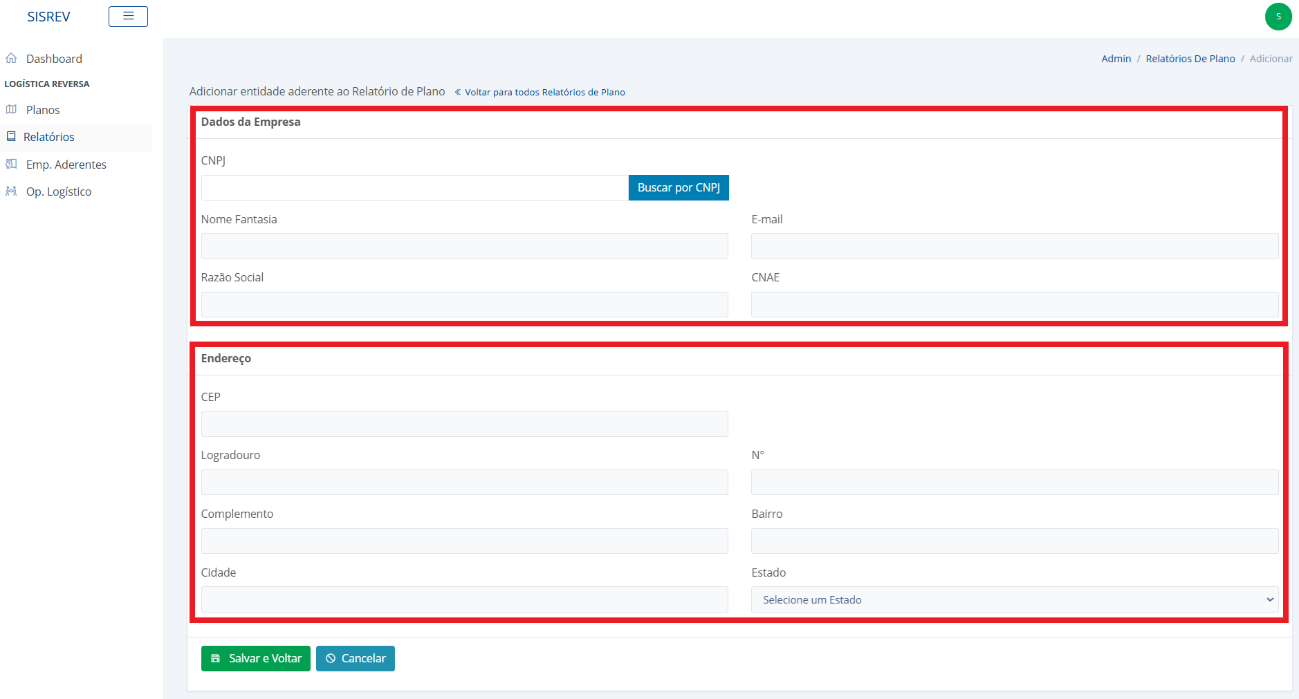 SISREV
S
Dashboard
LOGÍSTICA REVERSA
Planos
Relatórios
Emp. Aderentes
Op. Logístico
Admin / Relatórios De Plano / Adicionar
Adicionar entidade aderente ao Relatório de Plano « Voltar para todos Relatórios de Plano
Dados da Empresa
CNPJ
Buscar por CNPJ
Nome Fantasia
E-mail
Razão Social
CNAE
Endereço
CEP
Logradouro
N°
Complemento
Bairro
Cidade
Estado
Selecione um Estado
Salvar e Voltar
Cancelar